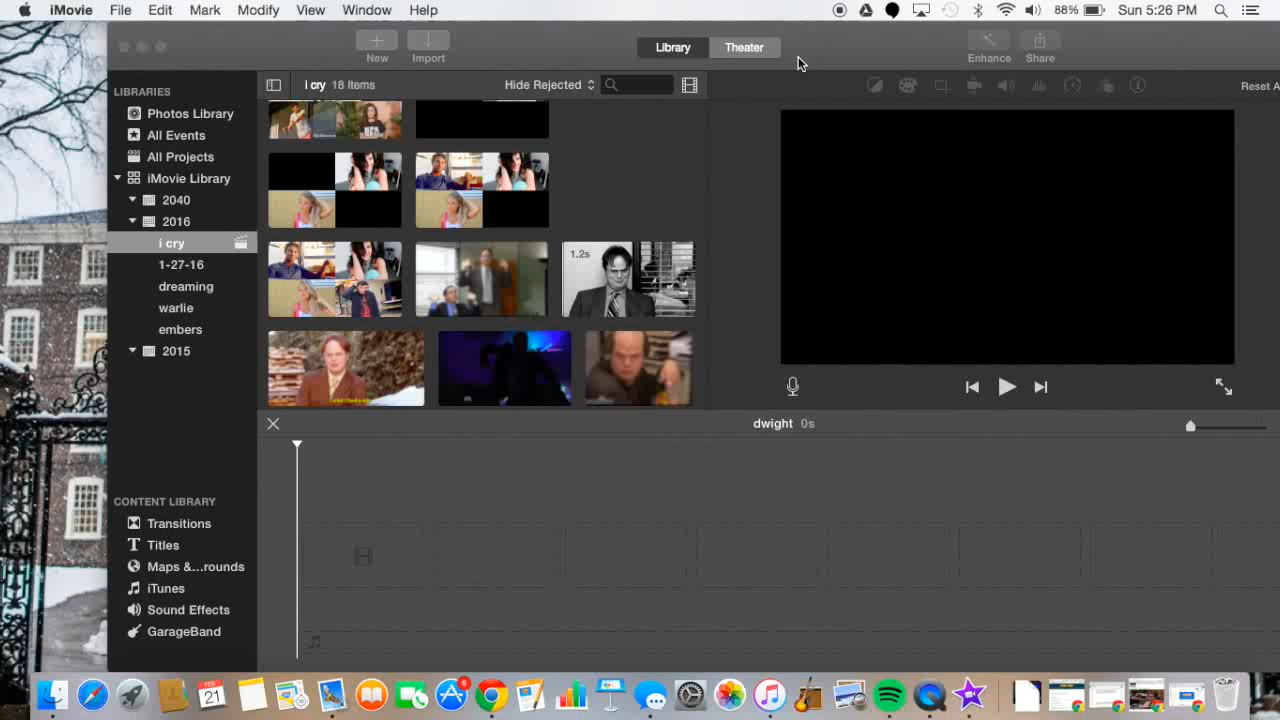 iMovie File Edit Mark Modify View Window Help
88% Sun 5:26 PM
New Import Library Theater Enhance Share
LIBRARIES
i cry 18 Items Hide Rejected
Reset A
Photos Library
All Events
All Projects
iMovie Library
2040
2016
i cry
1-27-16
dreaming
warlie
embers
2015
1.2s
dwight 0s
CONTENT LIBRARY
Transitions
T Titles
Maps &...rounds
iTunes
Sound Effects
GarageBand
FEB
21